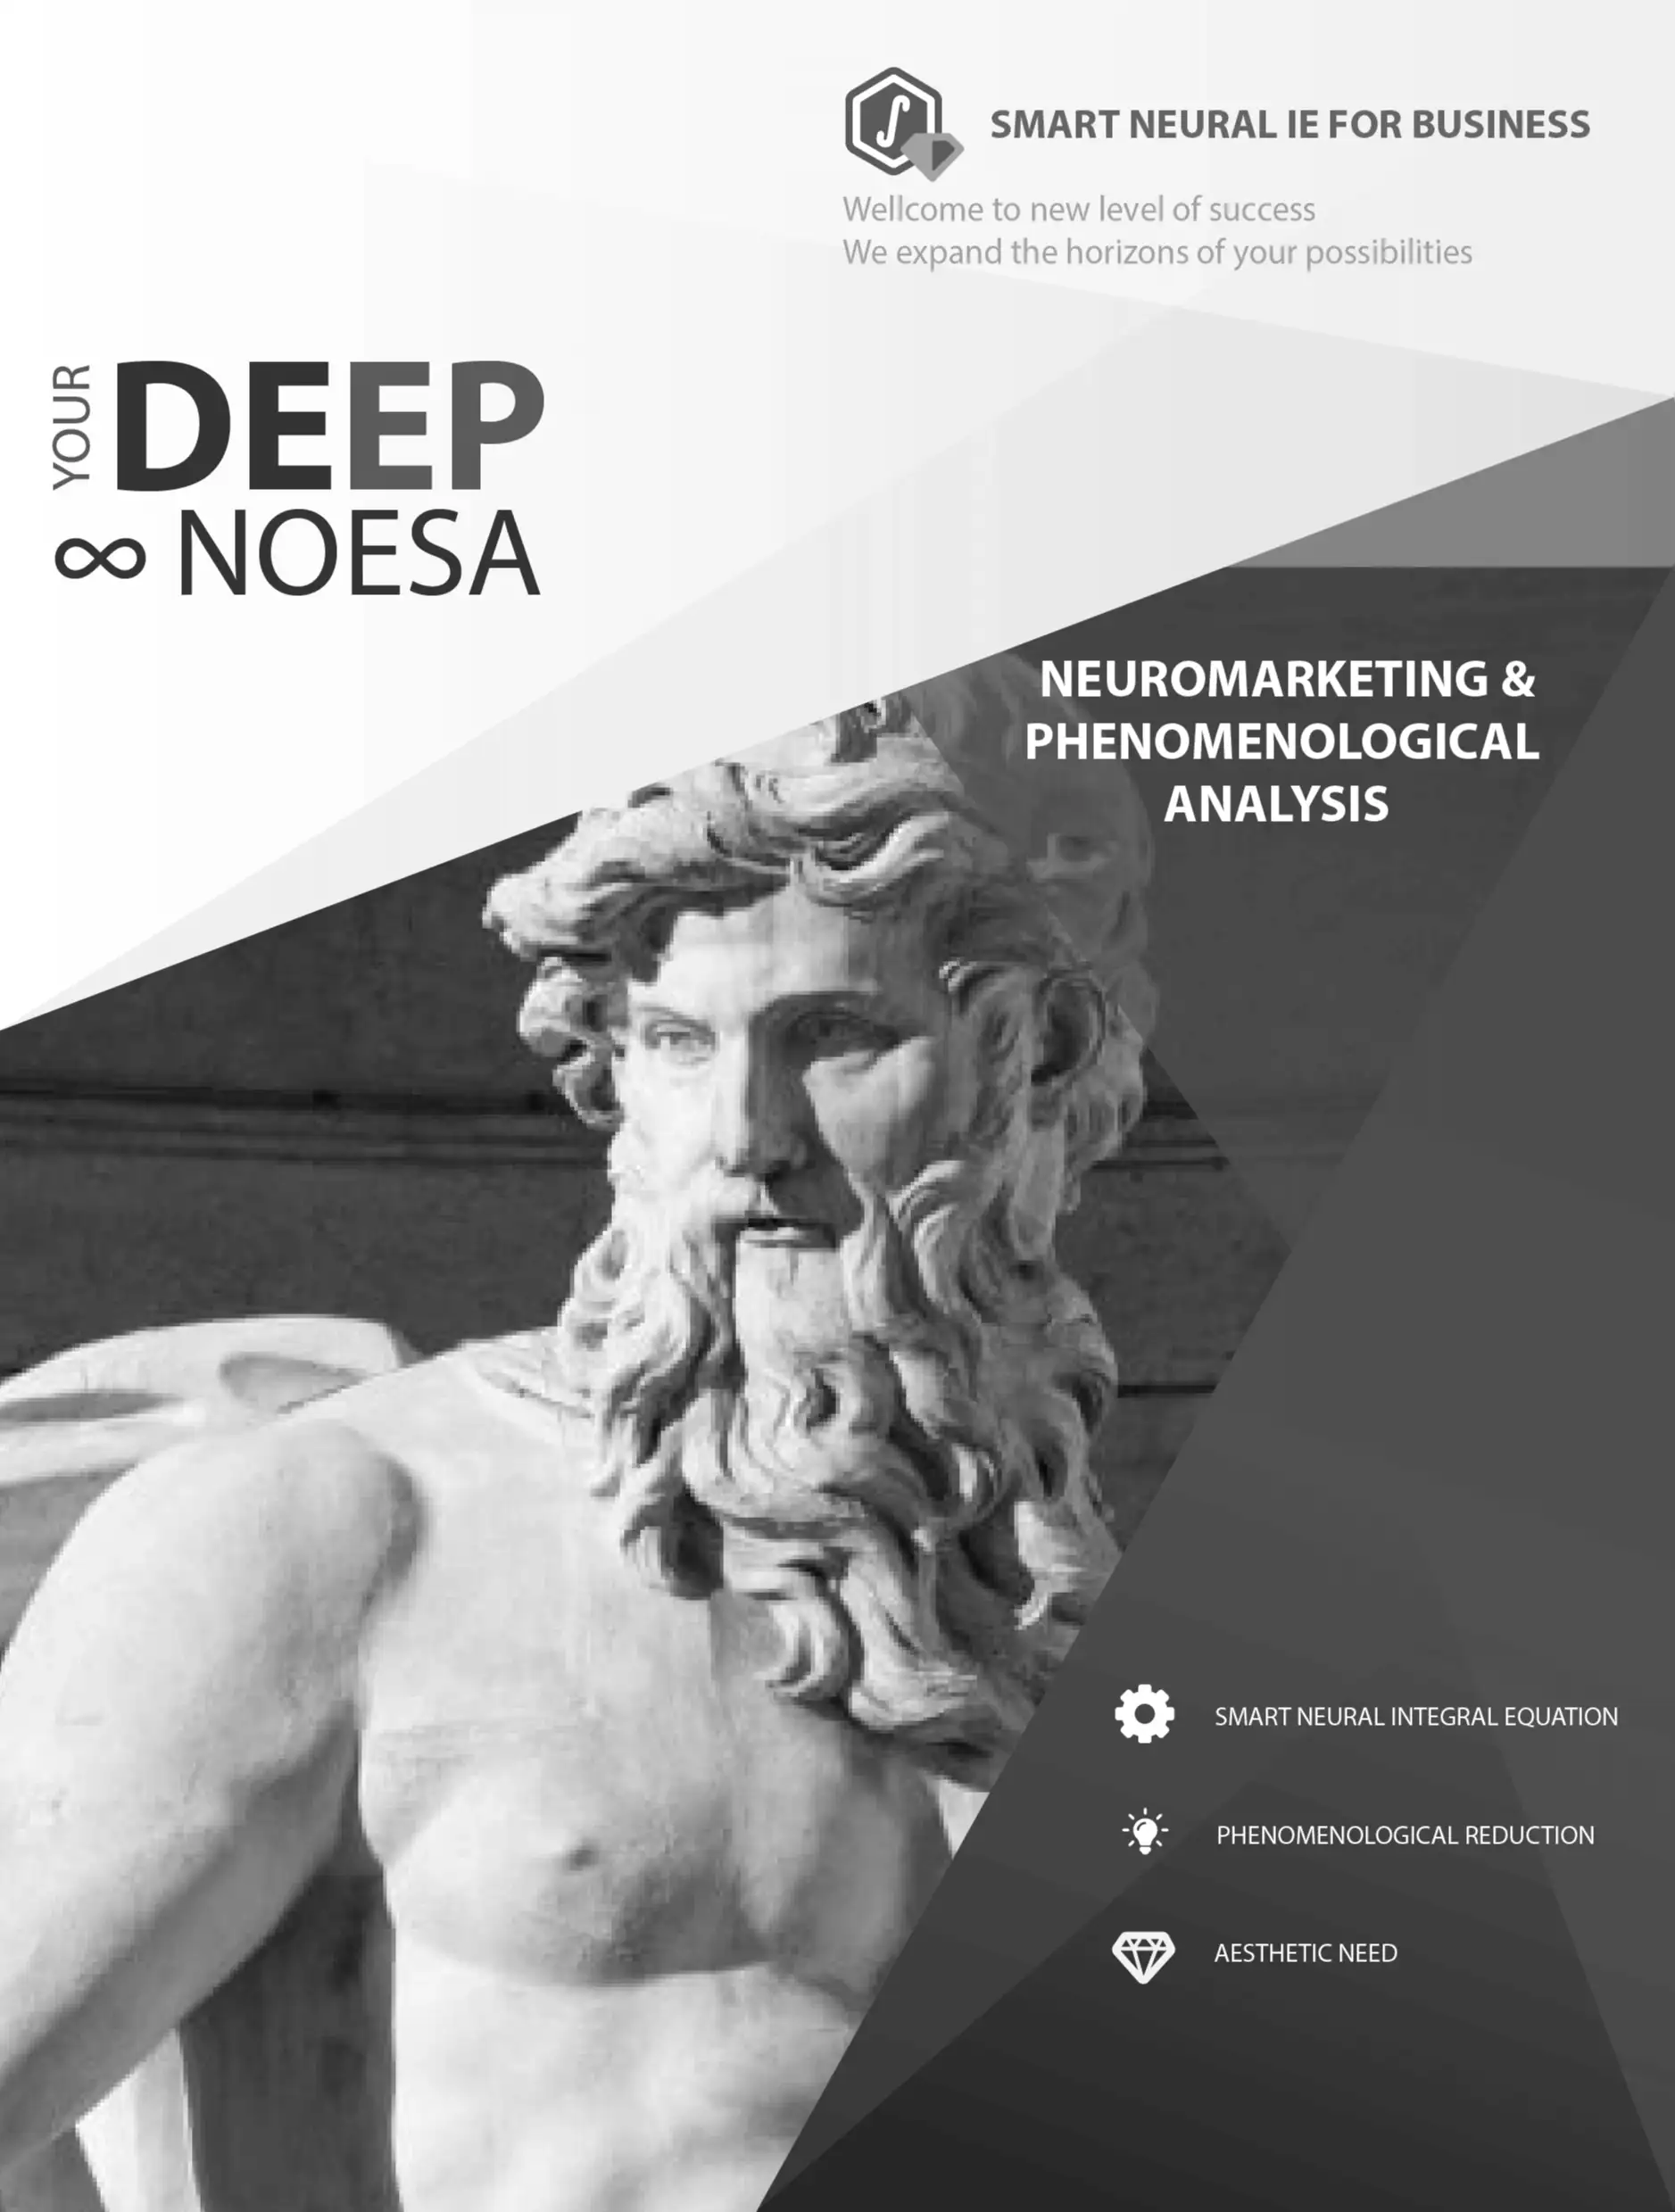 SMART NEURAL IE FOR BUSINESS
Wellcome to new level of success
We expand the horizons of your possibilities
YOUR
DEEP
∞ NOESA
NEUROMARKETING &
PHENOMENOLOGICAL
ANALYSIS
SMART NEURAL INTEGRAL EQUATION
PHENOMENOLOGICAL REDUCTION
AESTHETIC NEED